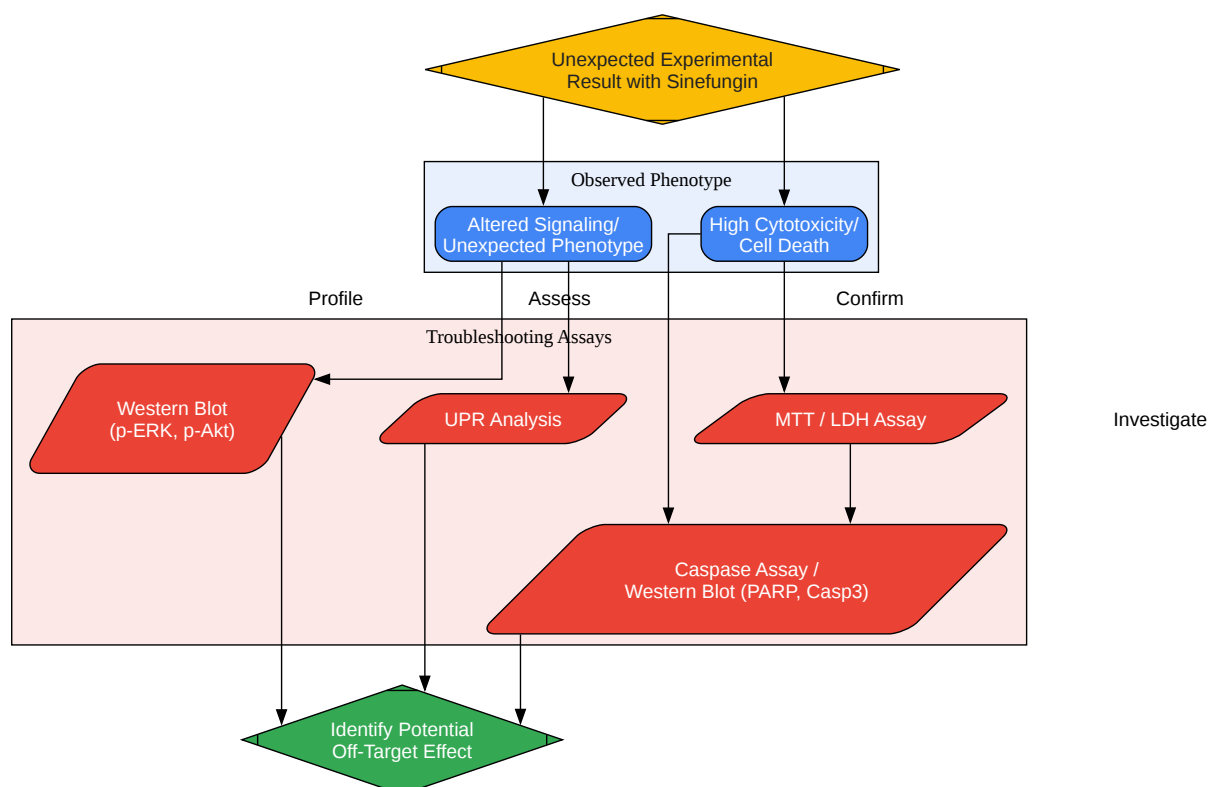 Unexpected Experimental
Result with Sinefungin
Observed Phenotype
Altered Signaling/
Unexpected Phenotype
High Cytotoxicity/
Cell Death
Profile
Assess
Confirm
Troubleshooting Assays
Western Blot
(p-ERK, p-Akt)
UPR Analysis
MTT / LDH Assay
Investigate
Caspase Assay /
Western Blot (PARP, Casp3)
Identify Potential
Off-Target Effect